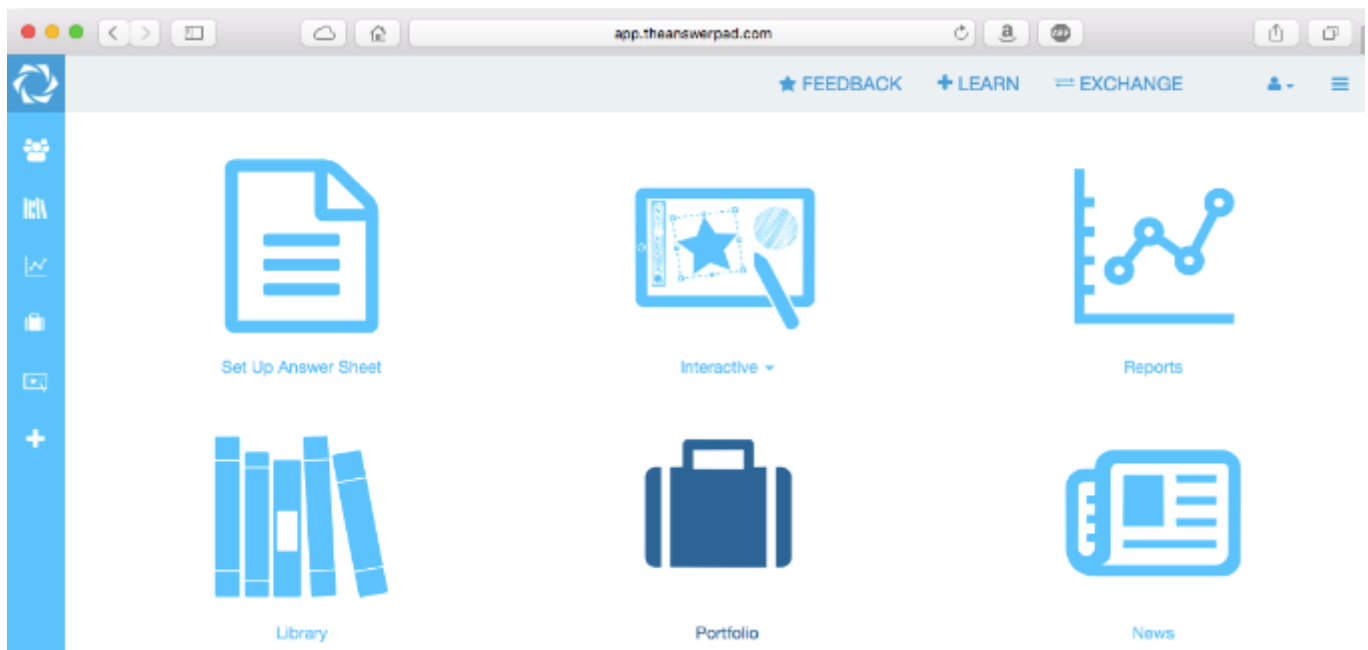 app.theanswerpad.com
FEEDBACK
LEARN
EXCHANGE
Set Up Answer Sheet
Interactive
Reports
Library
Portfolio
News